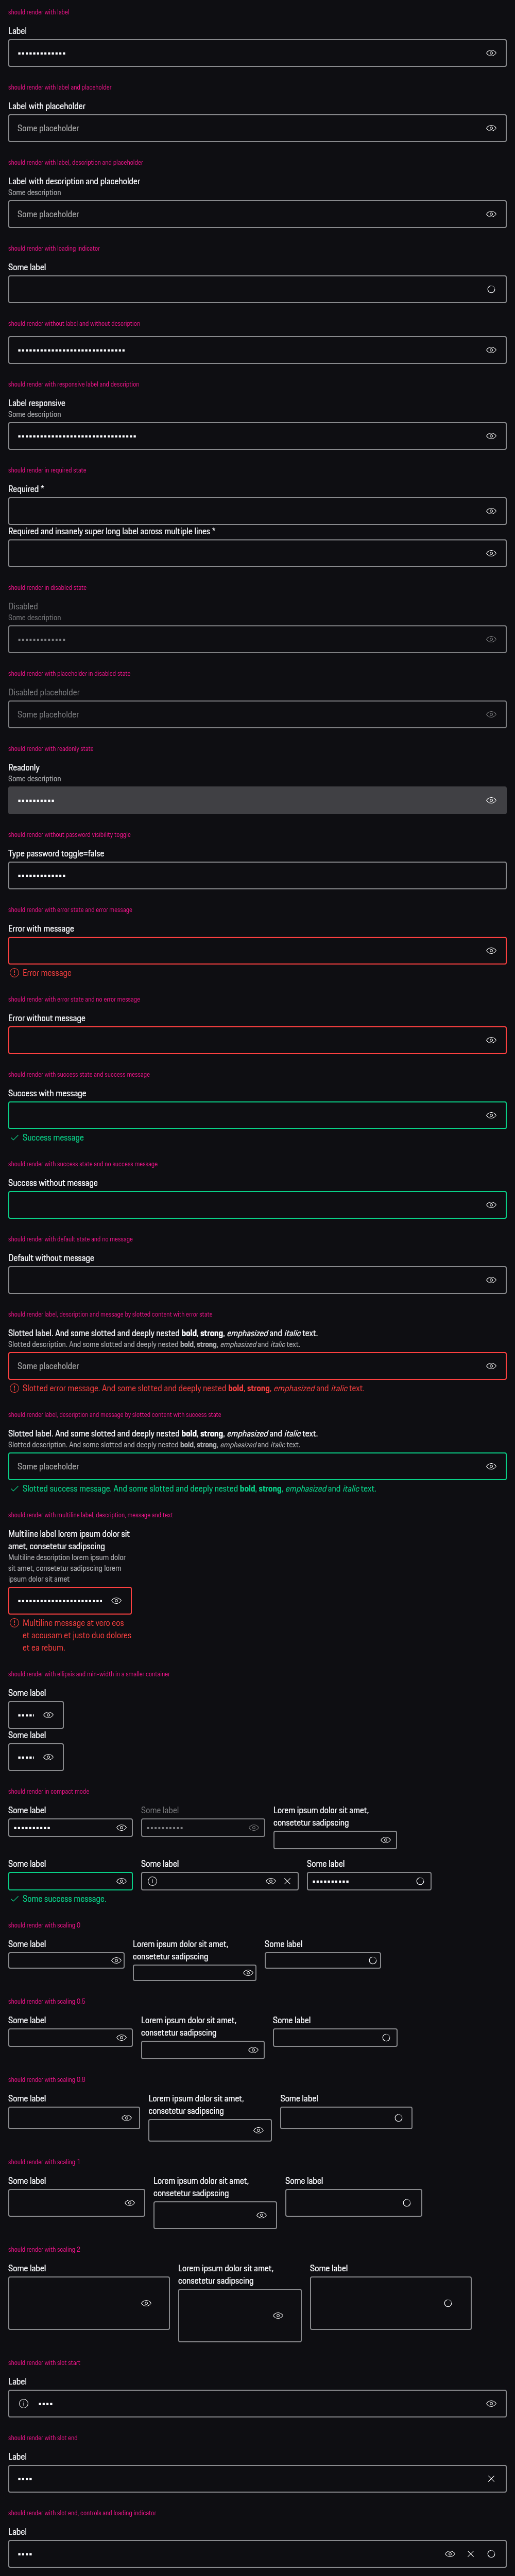 should render with label
Label
should render with label and placeholder
Label with placeholder
Some placeholder
should render with label, description and placeholder
Label with description and placeholder
Some description
Some placeholder
should render with loading indicator
Some label
should render without label and without description
should render with responsive label and description
Label responsive
Some description
should render in required state
Required *
Required and insanely super long label across multiple lines *
should render in disabled state
Disabled
Some description
should render with placeholder in disabled state
Disabled placeholder
Some placeholder
should render with readonly state
Readonly
Some description
should render without password visibility toggle
Type password toggle=false
should render with error state and error message
Error with message
Error message
should render with error state and no error message
Error without message
should render with success state and success message
Success with message
Success message
should render with success state and no success message
Success without message
should render with default state and no message
Default without message
should render label, description and message by slotted content with error state
Slotted label. And some slotted and deeply nested bold, strong, emphasized and italic text.
Slotted description. And some slotted and deeply nested bold, strong, emphasized and italic text.
Some placeholder
Slotted error message. And some slotted and deeply nested bold, strong, emphasized and italic text.
should render label, description and message by slotted content with success state
Slotted label. And some slotted and deeply nested bold, strong, emphasized and italic text.
Slotted description. And some slotted and deeply nested bold, strong, emphasized and italic text.
Some placeholder
Slotted success message. And some slotted and deeply nested bold, strong, emphasized and italic text.
should render with multiline label, description, message and text
Multiline label lorem ipsum dolor sit
amet, consetetur sadipscing
Multiline description lorem ipsum dolor
sit amet, consetetur sadipscing lorem
ipsum dolor sit amet
Multiline message at vero eos
et accusam et justo duo dolores
et ea rebum.
should render with ellipsis and min-width in a smaller container
Some label
Some label
should render in compact mode
Some label
Some label
Lorem ipsum dolor sit amet,
consetetur sadipscing
Some label
Some label
Some label
Some success message.
should render with scaling 0
Some label
Lorem ipsum dolor sit amet,
consetetur sadipscing
Some label
should render with scaling 0.5
Some label
Lorem ipsum dolor sit amet,
consetetur sadipscing
Some label
should render with scaling 0.8
Some label
Lorem ipsum dolor sit amet,
consetetur sadipscing
Some label
should render with scaling 1
Some label
Lorem ipsum dolor sit amet,
consetetur sadipscing
Some label
should render with scaling 2
Some label
Lorem ipsum dolor sit amet,
consetetur sadipscing
Some label
should render with slot start
Label
should render with slot end
Label
should render with slot end, controls and loading indicator
Label